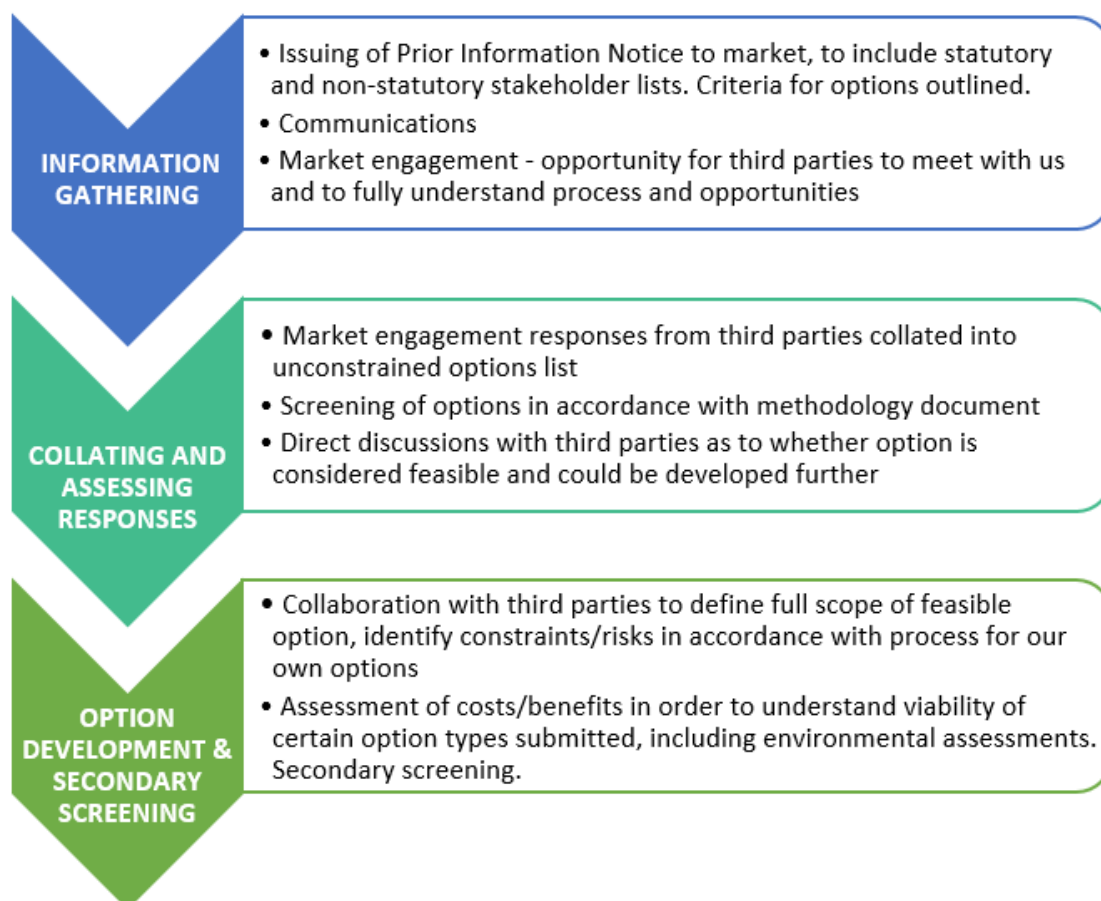 INFORMATION
GATHERING
• Issuing of Prior Information Notice to market, to include statutory
and non-statutory stakeholder lists. Criteria for options outlined.
• Communications
• Market engagement - opportunity for third parties to meet with us
and to fully understand process and opportunities
COLLATING AND
ASSESSING
RESPONSES
• Market engagement responses from third parties collated into
unconstrained options list
• Screening of options in accordance with methodology document
• Direct discussions with third parties as to whether option is
considered feasible and could be developed further
OPTION
DEVELOPMENT &
SECONDARY
SCREENING
• Collaboration with third parties to define full scope of feasible
option, identify constraints/risks in accordance with process for our
own options
• Assessment of costs/benefits in order to understand viability of
certain option types submitted, including environmental assessments.
Secondary screening.